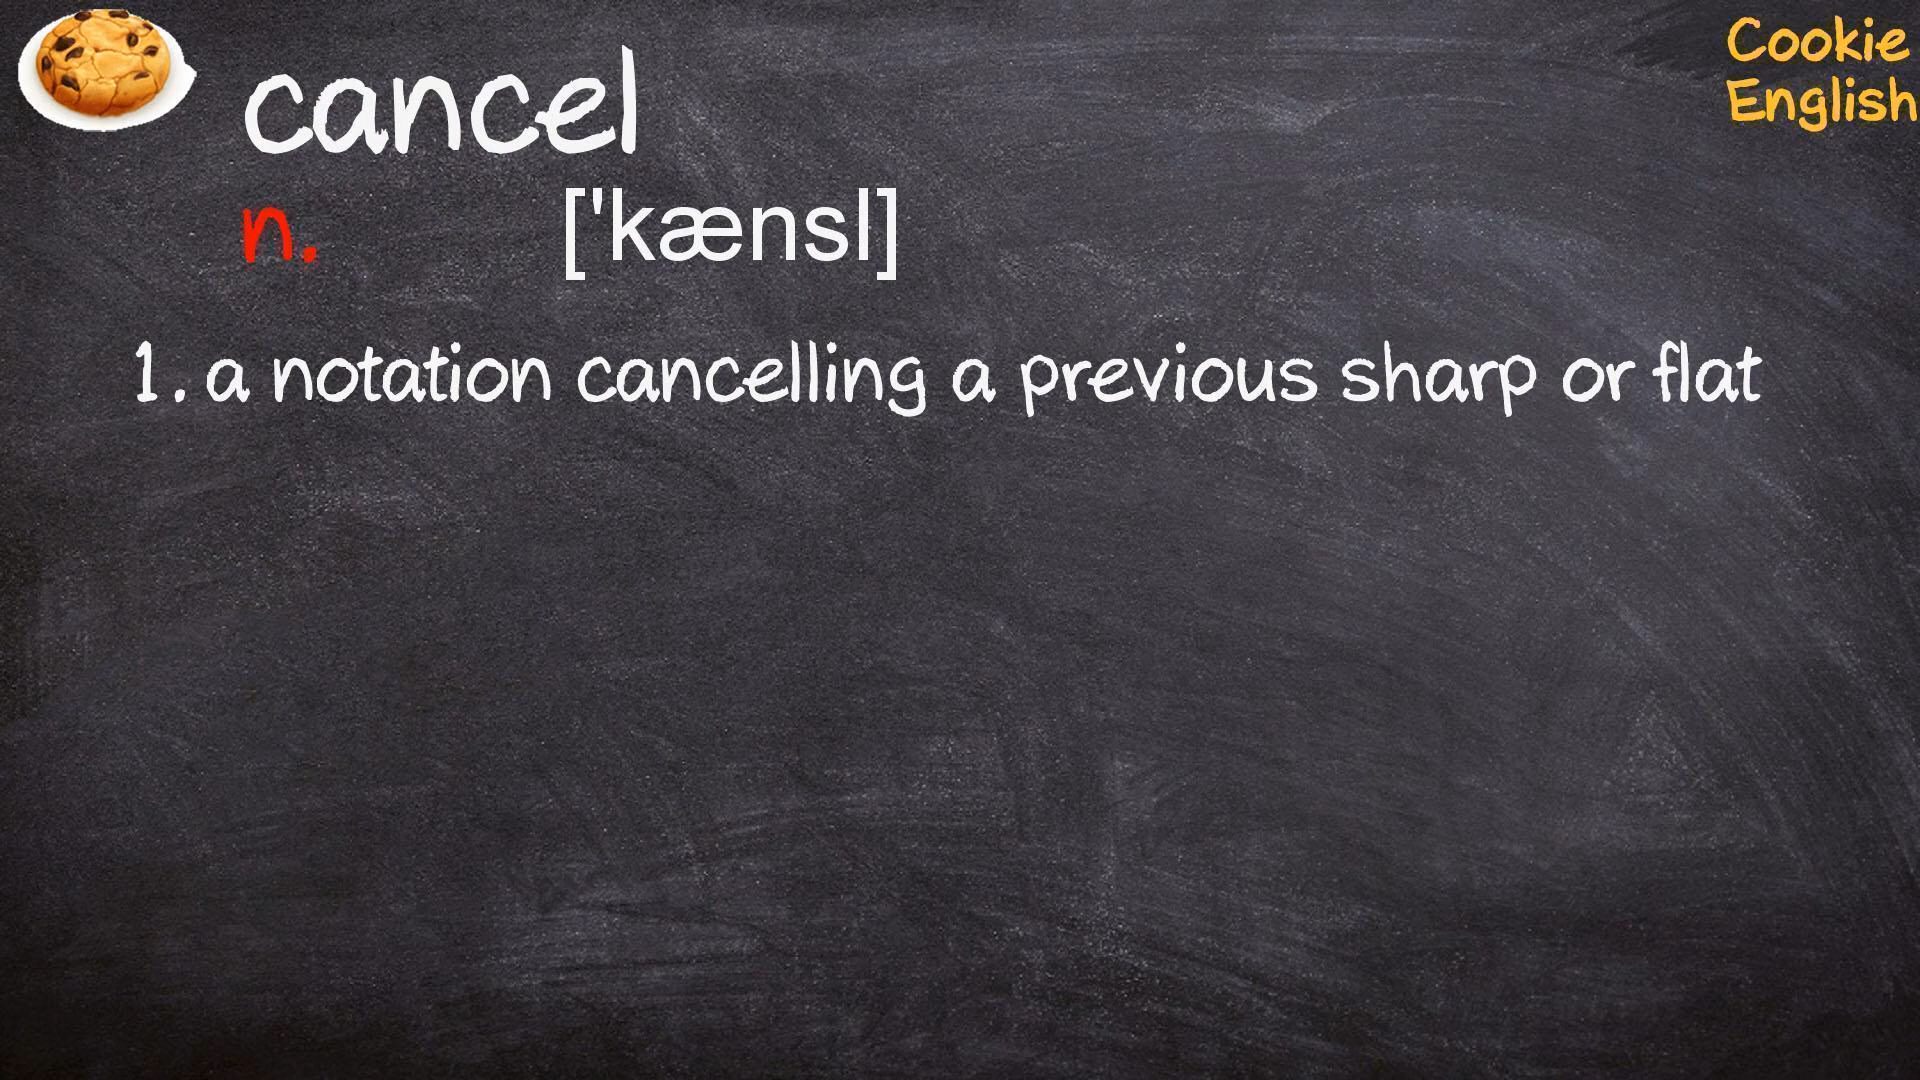 cancel
Cookie
English
n. ['kænsl]
1. a notation cancelling a previous sharp or flat